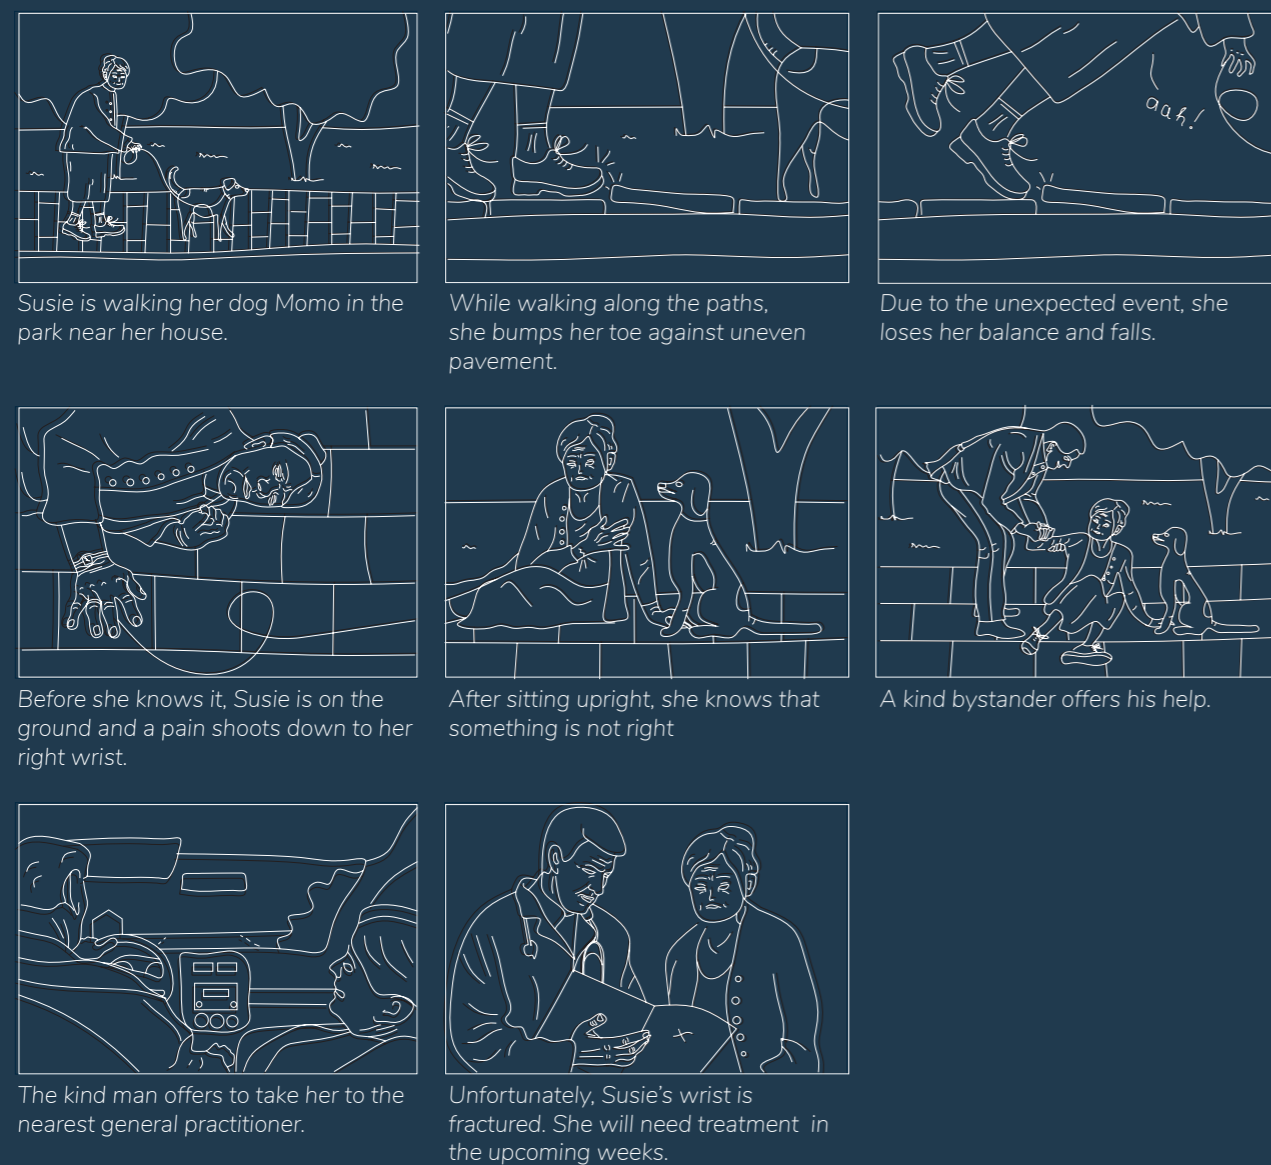 aah!
Susie is walking her dog Momo in the
park near her house.
While walking along the paths,
she bumps her toe against uneven
pavement.
Due to the unexpected event, she
loses her balance and falls.
Before she knows it, Susie is on the
ground and a pain shoots down to her
right wrist.
After sitting upright, she knows that
something is not right
A kind bystander offers his help.
The kind man offers to take her to the
nearest general practitioner.
Unfortunately, Susie's wrist is
fractured. She will need treatment  in
the upcoming weeks.